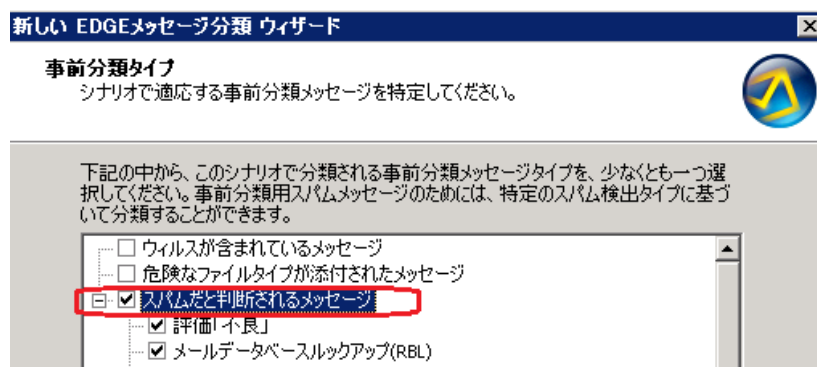 新しい EDGEメッセージ分類 ウィザード
事前分類タイプ
シナリオで適応する事前分類メッセージを特定してください。
下記の中から、このシナリオで分類される事前分類メッセージタイプを、少なくとも一つ選
択してください。事前分類用スパムメッセージのためには、特定のスパム検出タイプに基づ
いて分類することができます。
ウィルスが含まれているメッセージ
危険なファイルタイプが添付されたメッセージ
スパムだと判断されるメッセージ
評価「不良」
メールデータベースルックアップ(RBL)